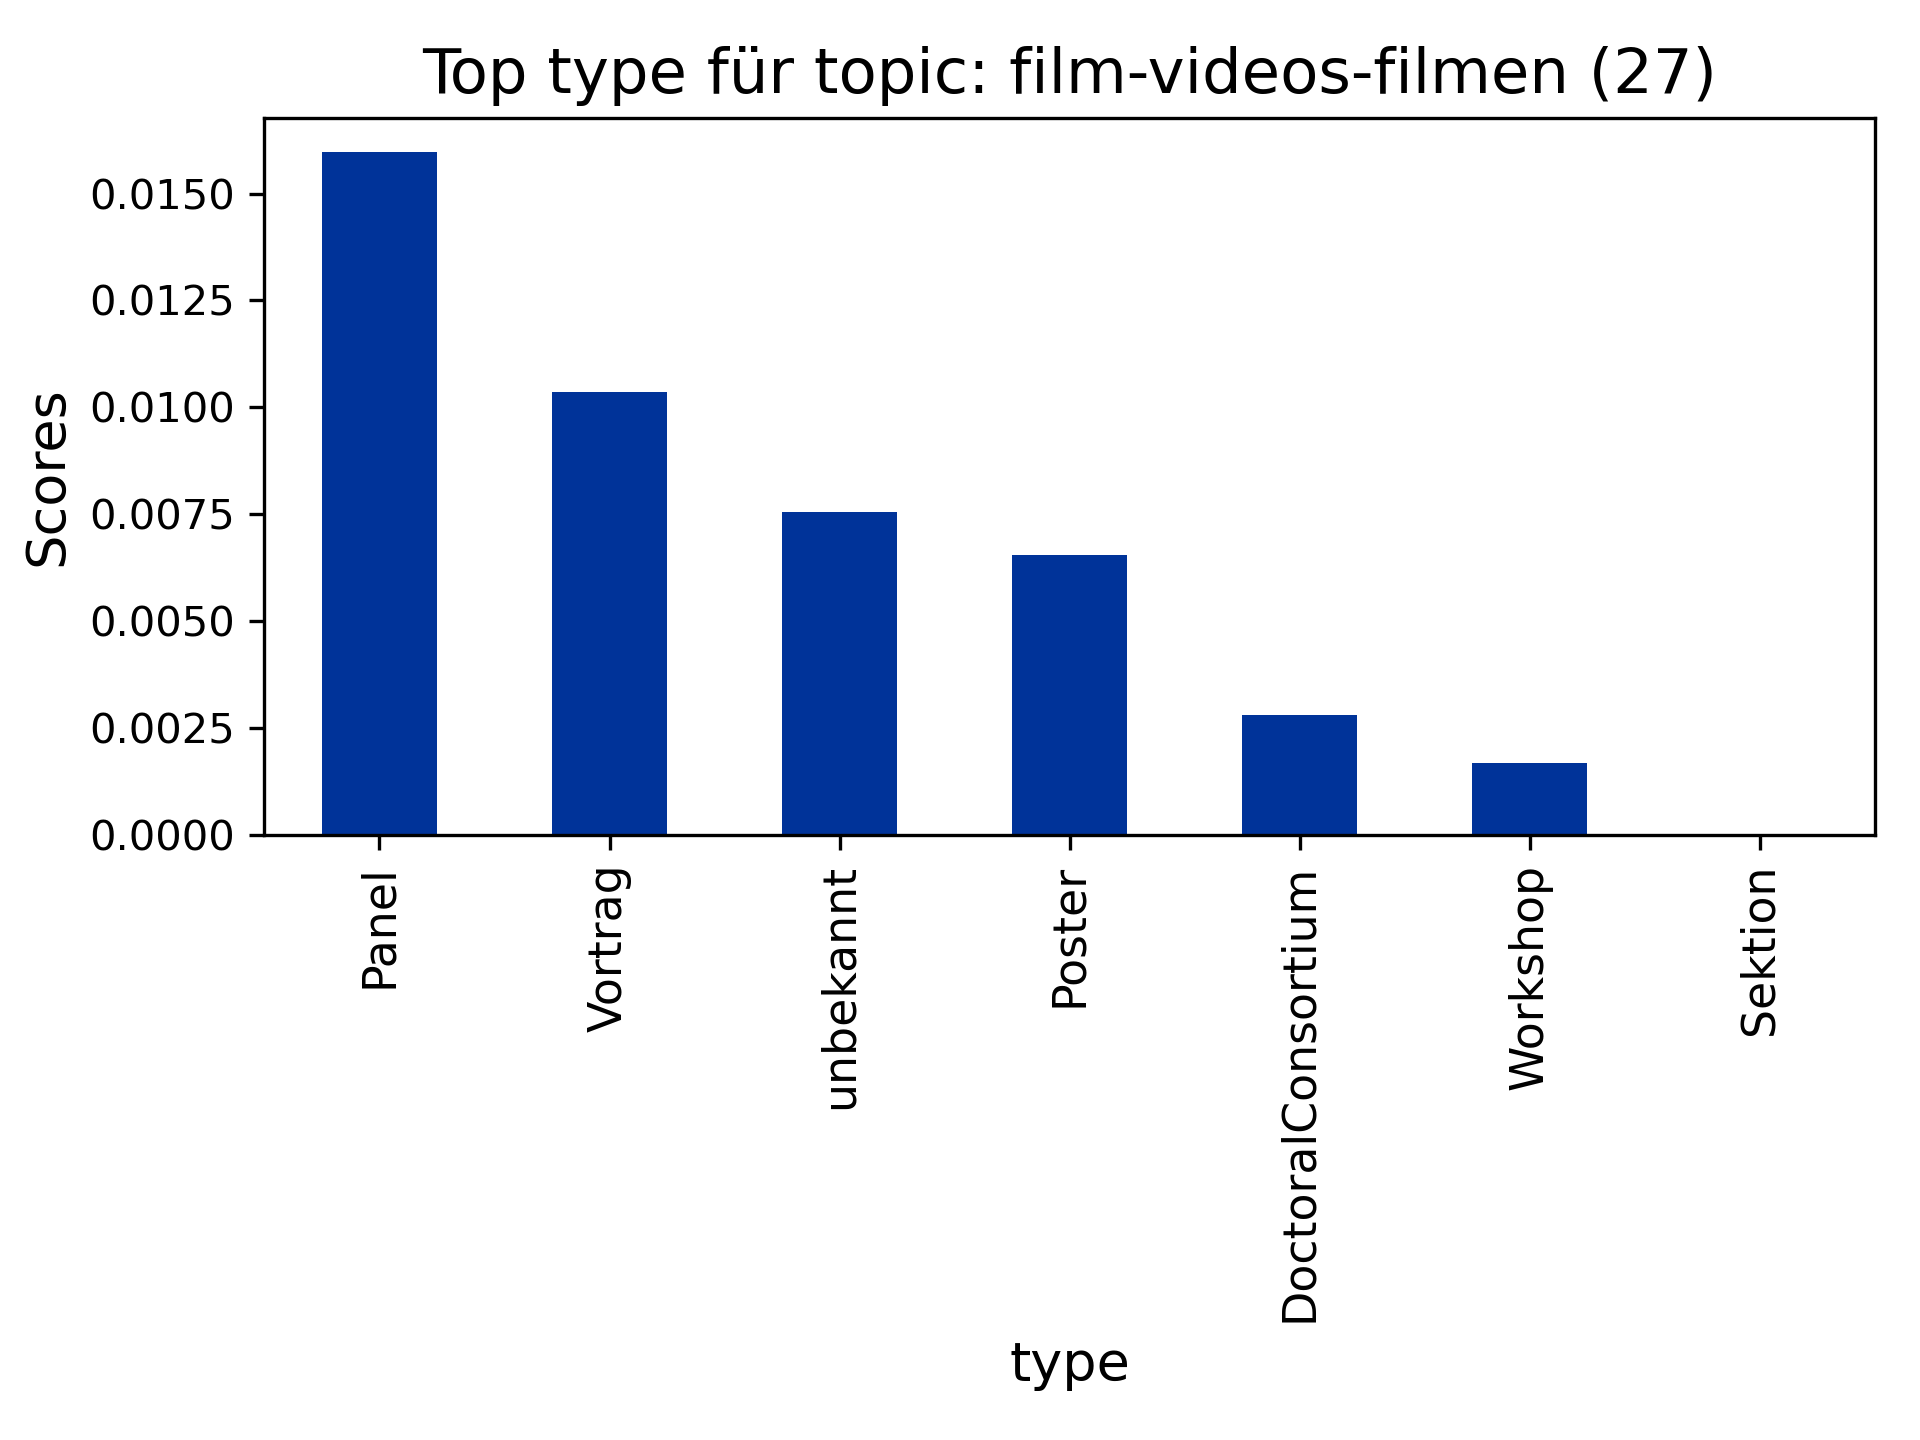 Top type für topic: film-videos-filmen (27)
Scores
0.0150
0.0125
0.0100
0.0075
0.0050
0.0025
0.0000
Panel
Vortrag
unbekannt
Poster
DoctoralConsortium
Workshop
Sektion
type